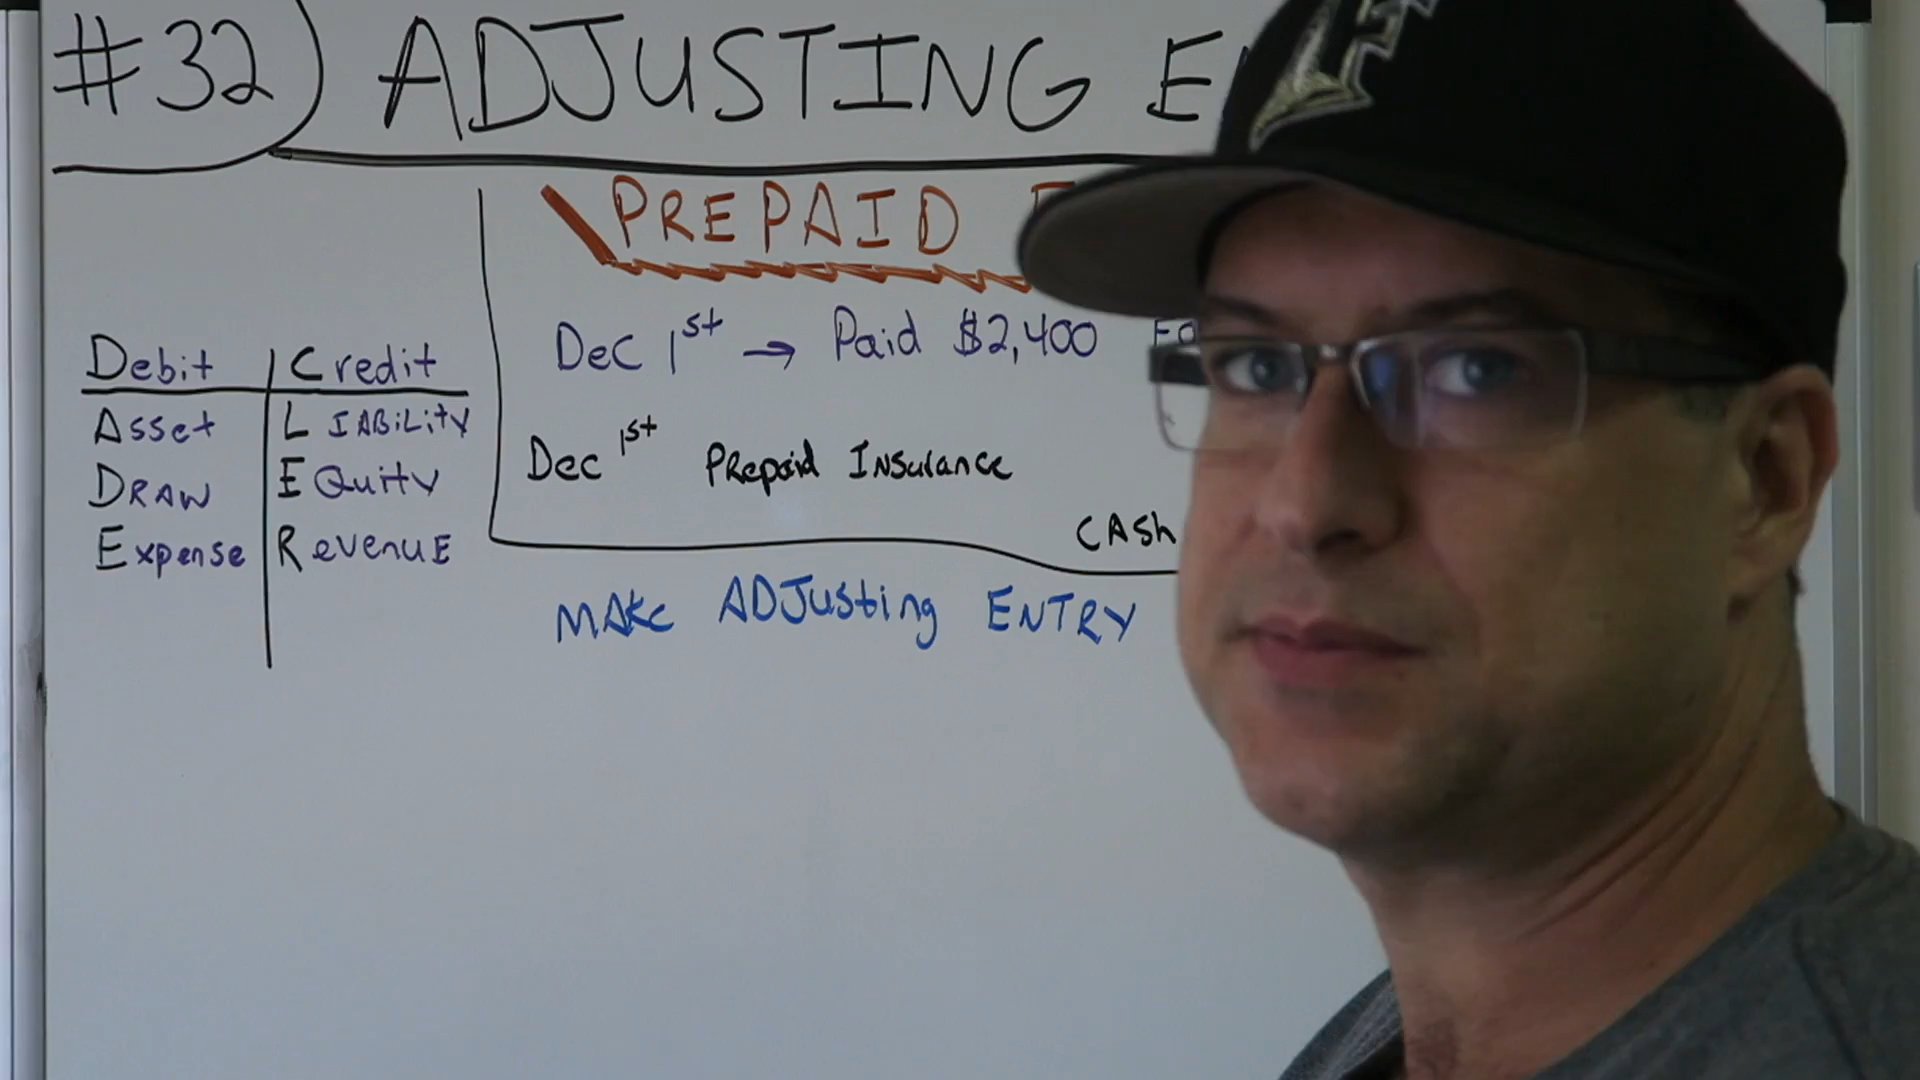 #32) ADJUSTING
PREPAID
Dec 1st → Paid $2,400
Debit | Credit
Asset | LIABiLity
DRAW | EQuity
Expense | RevenuE
Dec 1st Prepaid Insurance
CASh
MAKe ADJusting ENTRY